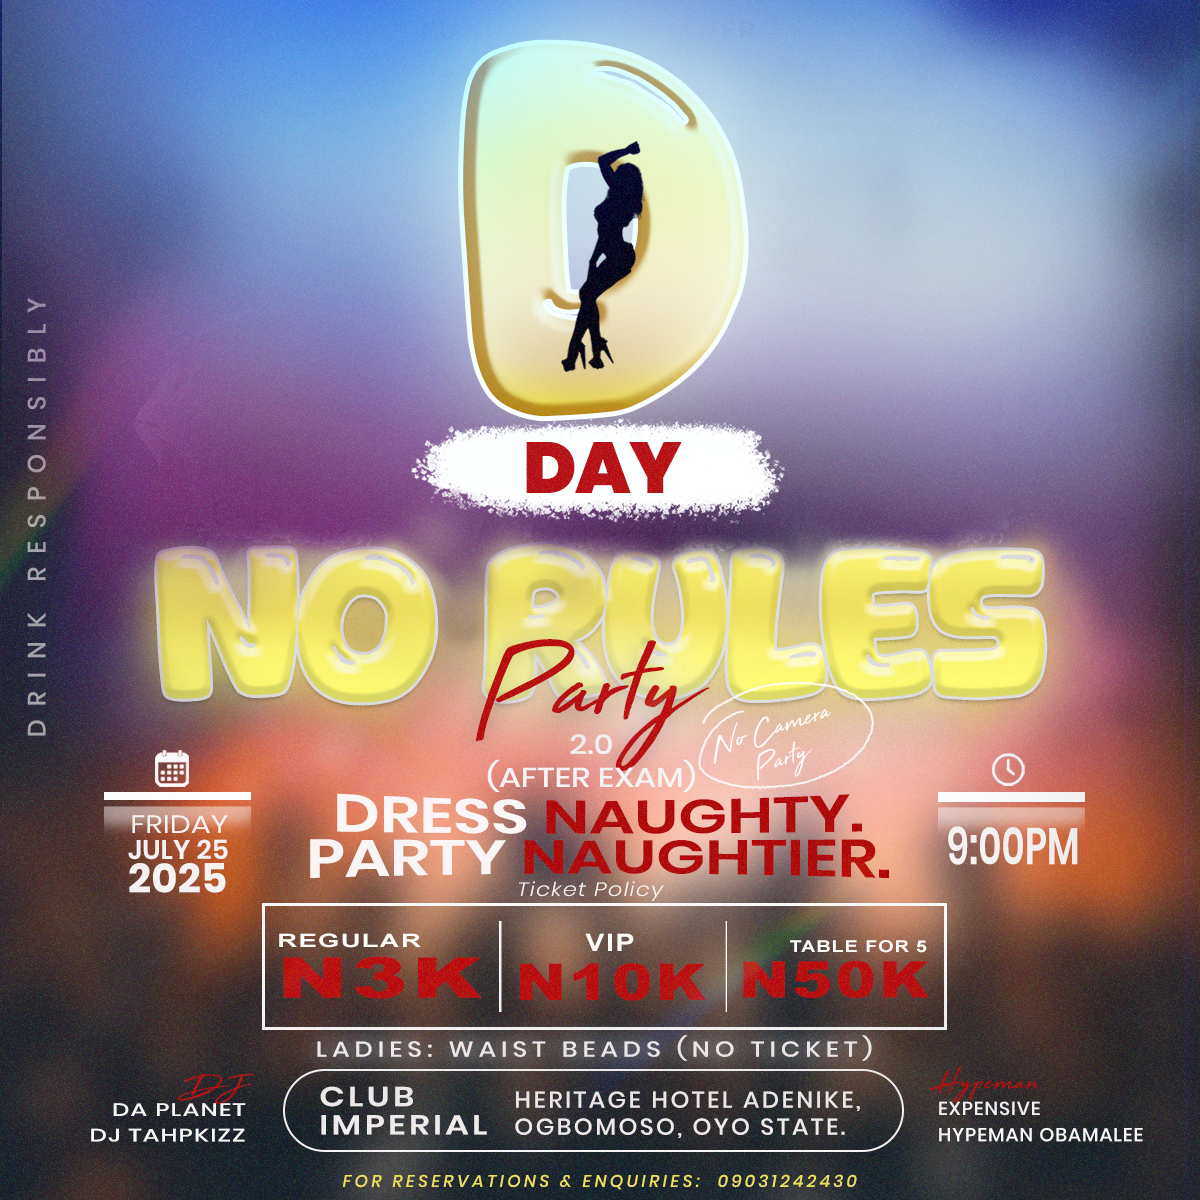 D
DAY
NO RULES
Party
2.0
(AFTER EXAM)
No Camera
Party
DRINK RESPONSIBLY
DRESS NAUGHTY.
PARTY NAUGHTIER.
FRIDAY
JULY 25
2025
9:00PM
Ticket Policy
REGULAR
N3K
VIP
N10K
TABLE FOR 5
N50K
LADIES: WAIST BEADS (NO TICKET)
DJ
DA PLANET
DJ TAHPKIZZ
CLUB
IMPERIAL
HERITAGE HOTEL ADENIKE,
OGBOMOSO, OYO STATE.
Hypeman
EXPENSIVE
HYPEMAN OBAMALEE
FOR RESERVATIONS & ENQUIRIES: 09031242430